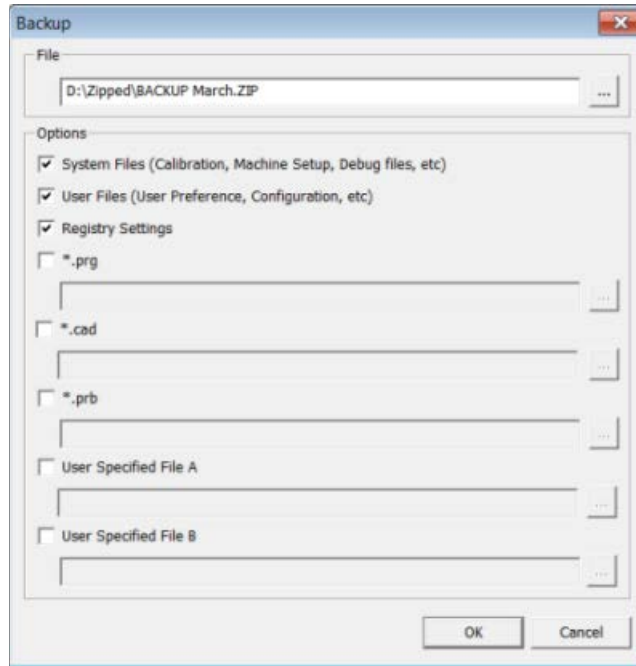 Backup
File
D:\Zipped\BACKUP March.ZIP
...
Options
System Files (Calibration, Machine Setup, Debug files, etc)
User Files (User Preference, Configuration, etc)
Registry Settings
*.prg
...
*.cad
...
*.prb
...
User Specified File A
...
User Specified File B
...
OK Cancel